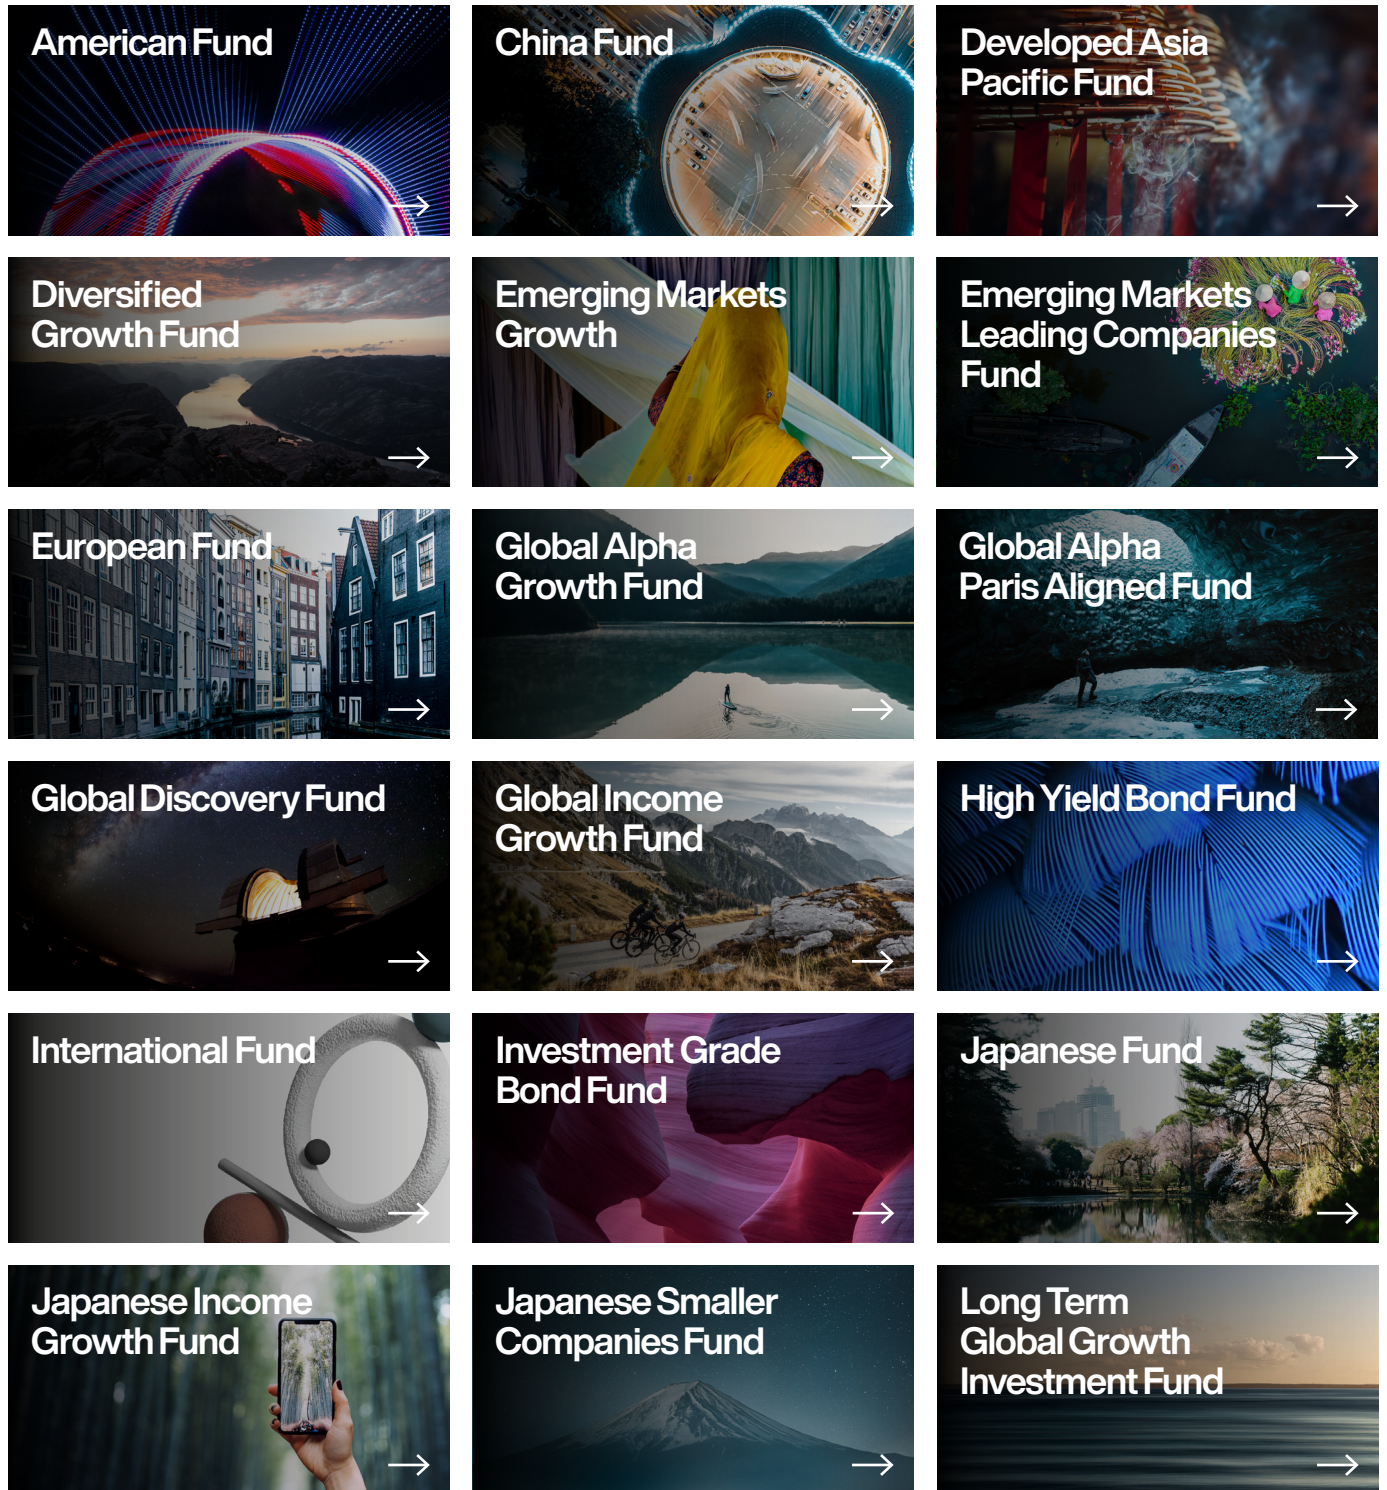 American Fund
China Fund
Developed Asia
Pacific Fund
Diversified
Growth Fund
Emerging Markets
Growth
Emerging Markets
Leading Companies
Fund
European Fund
Global Alpha
Growth Fund
Global Alpha
Paris Aligned Fund
Global Discovery Fund
Global Income
Growth Fund
High Yield Bond Fund
International Fund
Investment Grade
Bond Fund
Japanese Fund
Japanese Income
Growth Fund
Japanese Smaller
Companies Fund
Long Term
Global Growth
Investment Fund